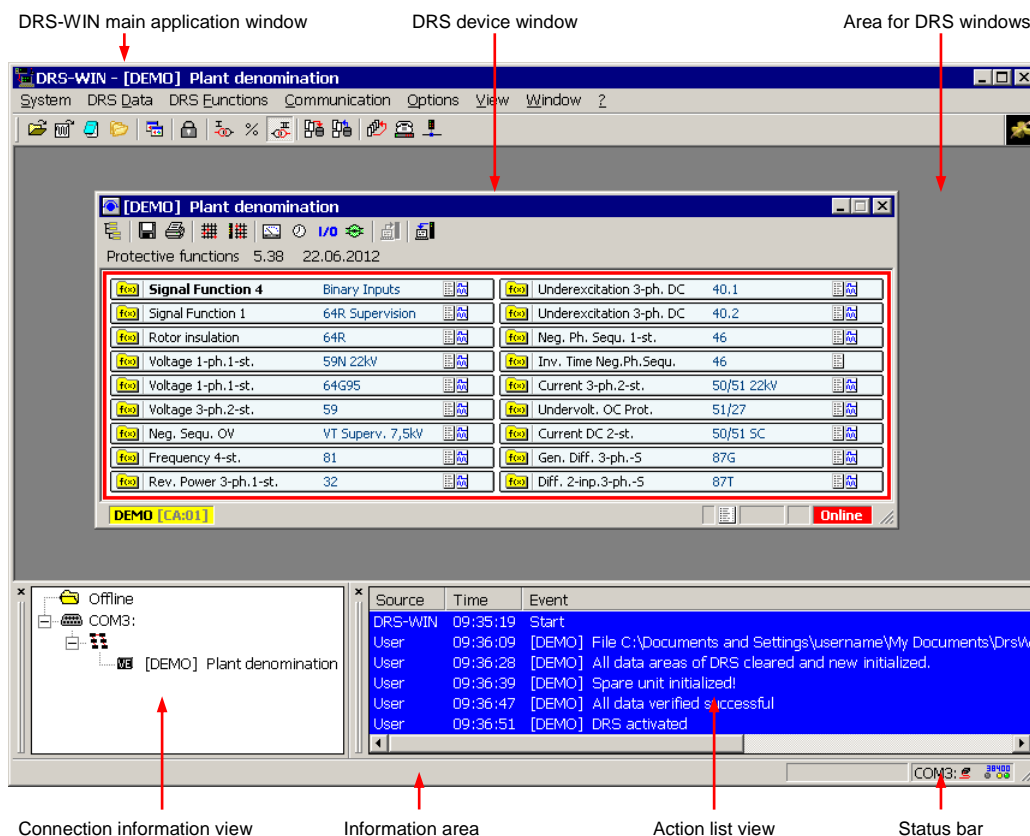 DRS-WIN main application window DRS device window Area for DRS windows
DRS-WIN - [DEMO] Plant denomination
System DRS Data DRS Functions Communication Options View Window ?
[DEMO] Plant denomination
I/O
Protective functions 5.38 22.06.2012
f(x) Signal Function 4 Binary Inputs f(x) Underexcitation 3-ph. DC 40.1
f(x) Signal Function 1 64R Supervision f(x) Underexcitation 3-ph. DC 40.2
f(x) Rotor insulation 64R f(x) Neg. Ph. Sequ. 1-st. 46
f(x) Voltage 1-ph.1-st. 59N 22kV f(x) Inv. Time Neg.Ph.Sequ. 46
f(x) Voltage 1-ph.1-st. 64G95 f(x) Current 3-ph.2-st. 50/51 22kV
f(x) Voltage 3-ph.2-st. 59 f(x) Undervolt. OC Prot. 51/27
f(x) Neg. Sequ. OV VT Superv. 7,5kV f(x) Current DC 2-st. 50/51 SC
f(x) Frequency 4-st. 81 f(x) Gen. Diff. 3-ph.-S 87G
f(x) Rev. Power 3-ph.1-st. 32 f(x) Diff. 2-inp.3-ph.-S 87T
DEMO [CA:01] Online
Offline
COM3:
VE [DEMO] Plant denomination
Source Time Event
DRS-WIN 09:35:19 Start
User 09:36:09 [DEMO] File C:\Documents and Settings\username\My Documents\DrsW
User 09:36:28 [DEMO] All data areas of DRS cleared and new initialized.
User 09:36:39 [DEMO] Spare unit initialized!
User 09:36:47 [DEMO] All data verified successful
User 09:36:51 [DEMO] DRS activated
COM3: 38400
Connection information view Information area Action list view Status bar